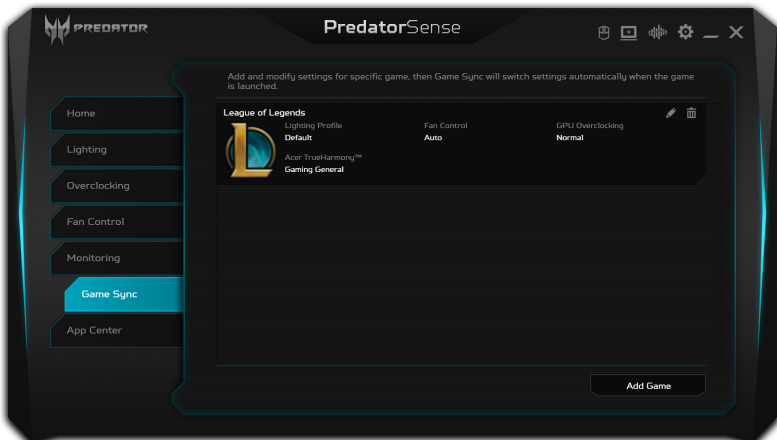 PREDATOR
PredatorSense
Add and modify settings for specific game, then Game Sync will switch settings automatically when the game
is launched.
Home
Lighting
Overclocking
Fan Control
Monitoring
Game Sync
App Center
League of Legends
Lighting Profile
Default
Fan Control
Auto
GPU Overclocking
Normal
Acer TrueHarmony™
Gaming General
Add Game